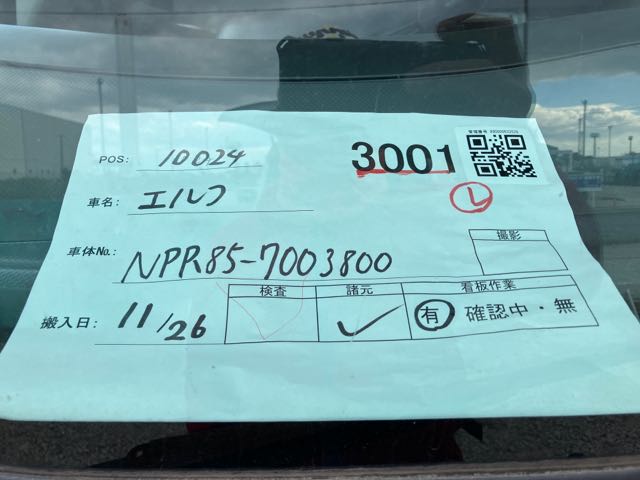 POS: 10024
3001
L
車名: エルフ
撮影
車体No.: NPR85-7003800
検査 諸元 看板作業
搬入日: 11/26
有 確認中・無